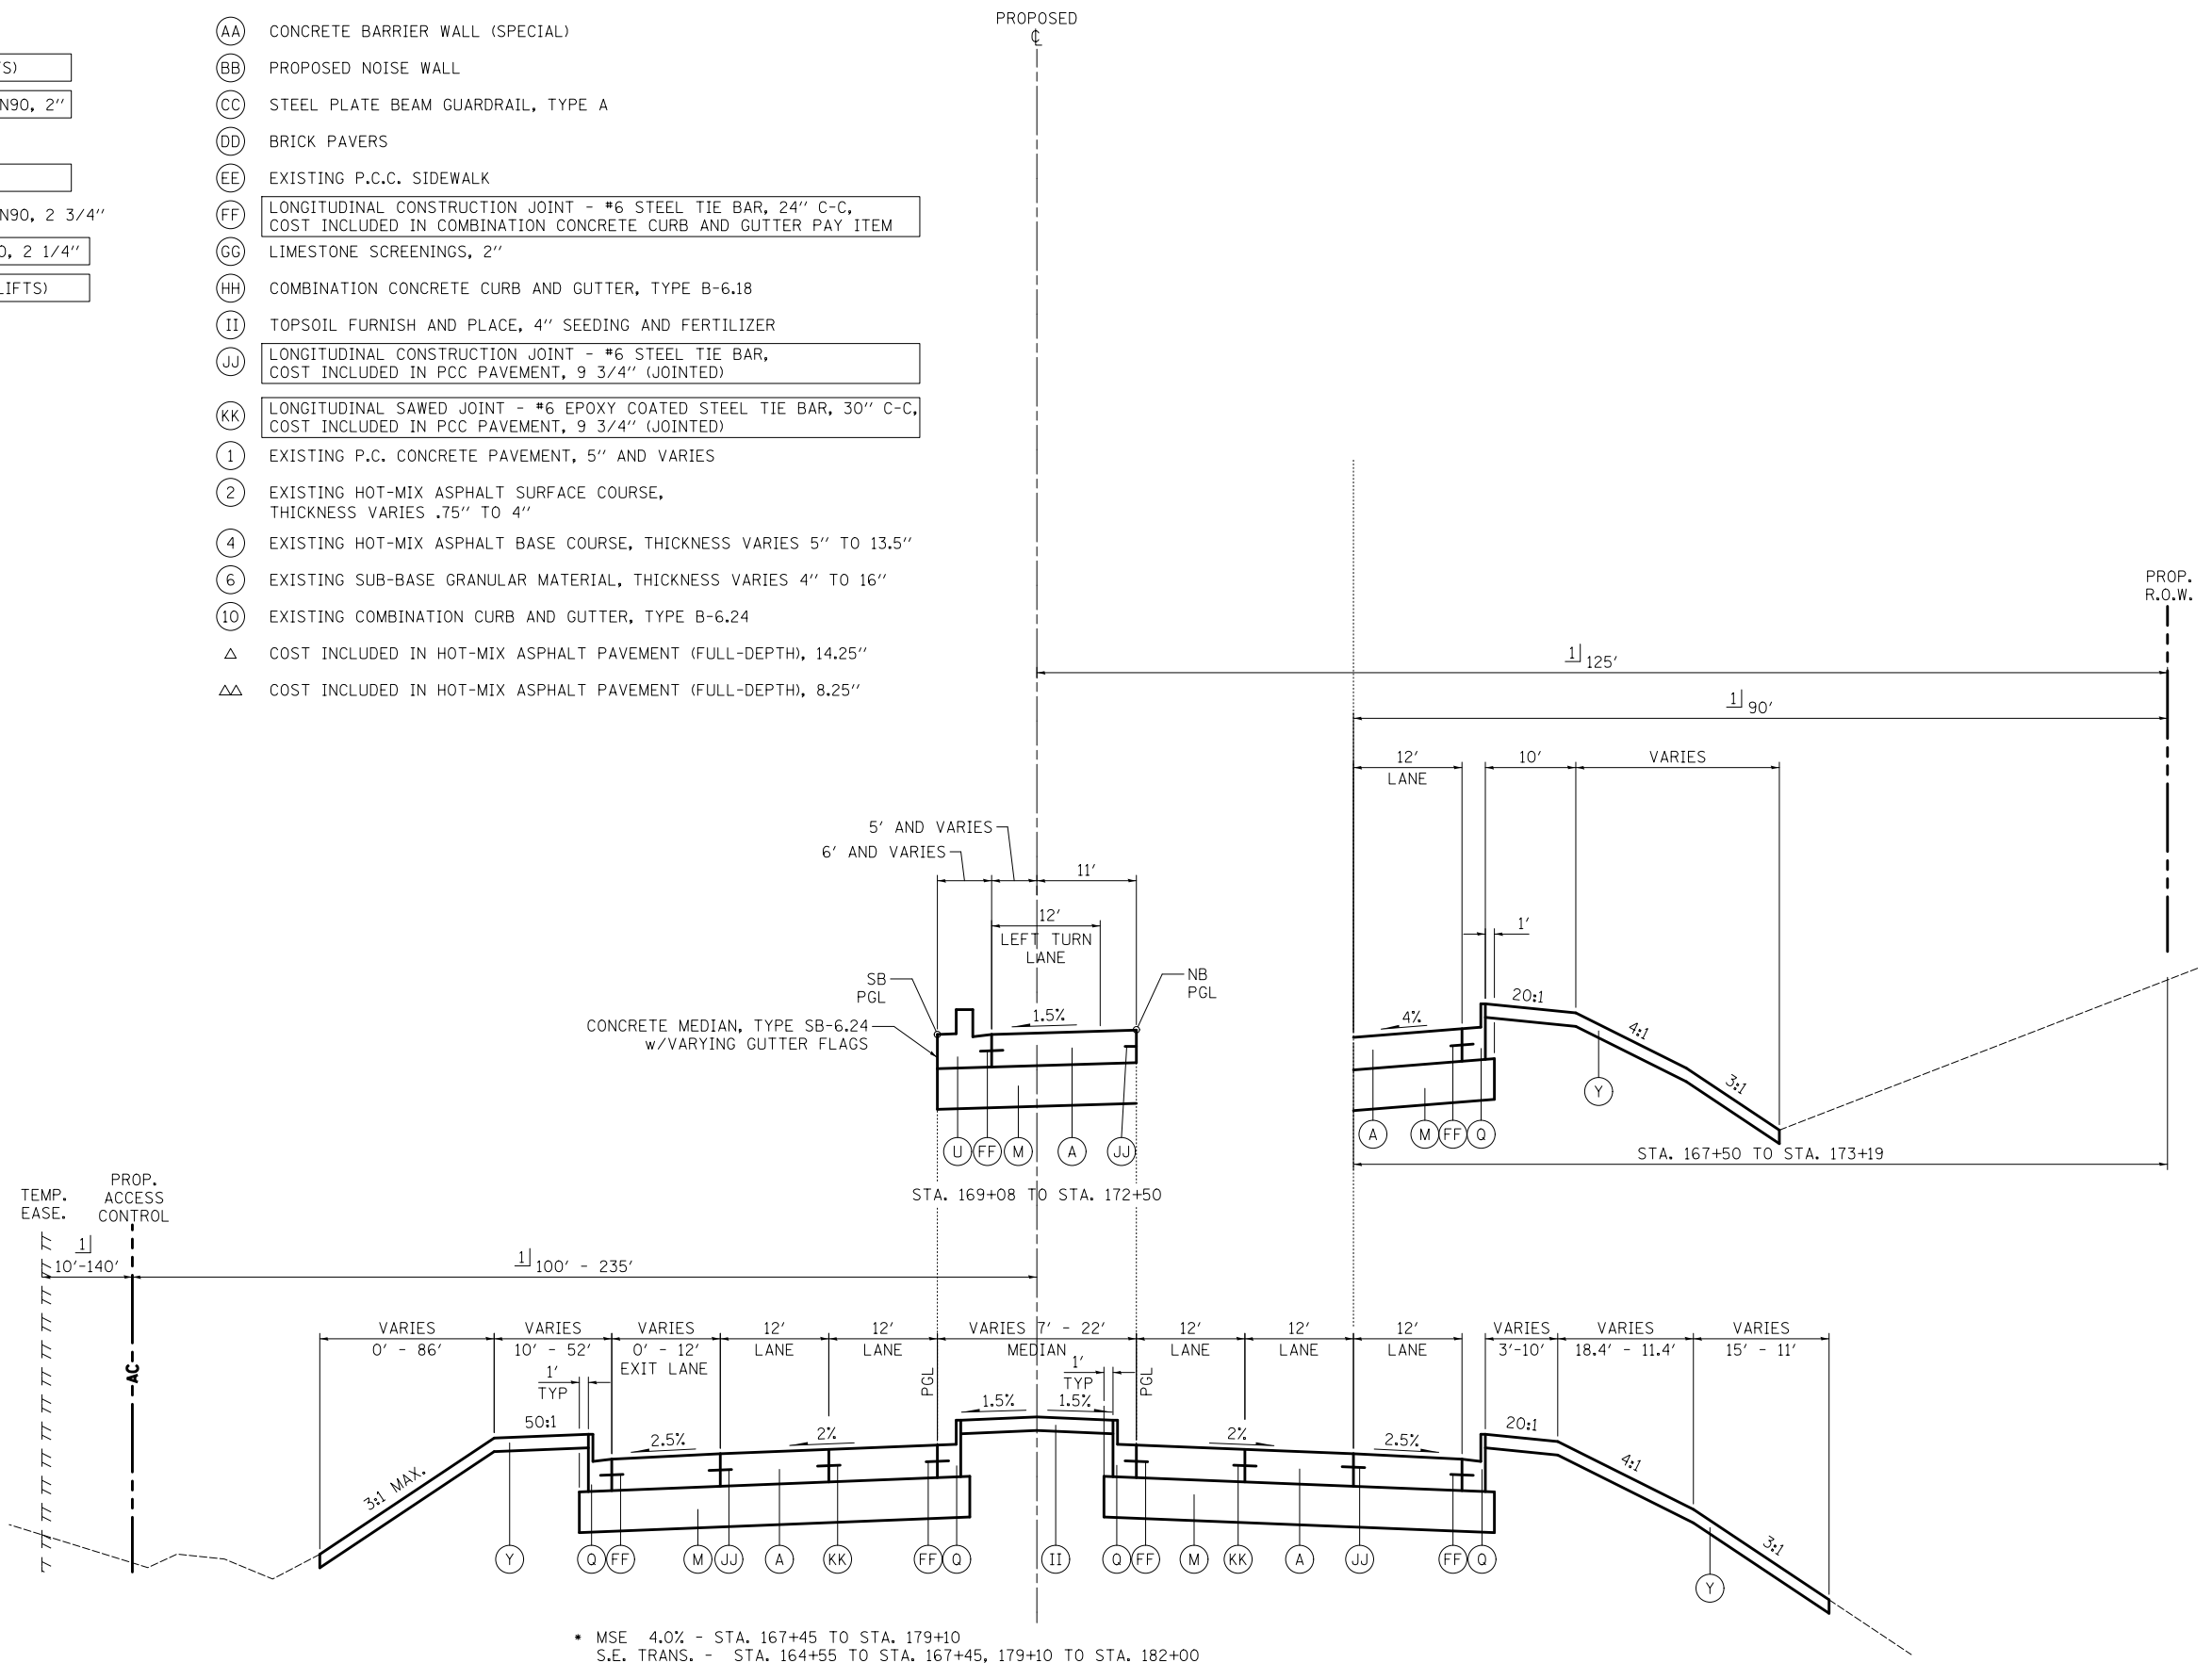 TS)
N90, 2"
N90, 2 3/4"
0, 2 1/4"
LIFTS)
AA CONCRETE BARRIER WALL (SPECIAL)
BB PROPOSED NOISE WALL
CC STEEL PLATE BEAM GUARDRAIL, TYPE A
DD BRICK PAVERS
EE EXISTING P.C.C. SIDEWALK
FF LONGITUDINAL CONSTRUCTION JOINT - #6 STEEL TIE BAR, 24" C-C,
COST INCLUDED IN COMBINATION CONCRETE CURB AND GUTTER PAY ITEM
GG LIMESTONE SCREENINGS, 2"
HH COMBINATION CONCRETE CURB AND GUTTER, TYPE B-6.18
II TOPSOIL FURNISH AND PLACE, 4" SEEDING AND FERTILIZER
JJ LONGITUDINAL CONSTRUCTION JOINT - #6 STEEL TIE BAR,
COST INCLUDED IN PCC PAVEMENT, 9 3/4" (JOINTED)
KK LONGITUDINAL SAWED JOINT - #6 EPOXY COATED STEEL TIE BAR, 30" C-C,
COST INCLUDED IN PCC PAVEMENT, 9 3/4" (JOINTED)
1 EXISTING P.C. CONCRETE PAVEMENT, 5" AND VARIES
2 EXISTING HOT-MIX ASPHALT SURFACE COURSE,
THICKNESS VARIES .75" TO 4"
4 EXISTING HOT-MIX ASPHALT BASE COURSE, THICKNESS VARIES 5" TO 13.5"
6 EXISTING SUB-BASE GRANULAR MATERIAL, THICKNESS VARIES 4" TO 16"
10 EXISTING COMBINATION CURB AND GUTTER, TYPE B-6.24
△ COST INCLUDED IN HOT-MIX ASPHALT PAVEMENT (FULL-DEPTH), 14.25"
△△ COST INCLUDED IN HOT-MIX ASPHALT PAVEMENT (FULL-DEPTH), 8.25"
PROPOSED
℄
PROP.
R.O.W.
1 125'
1 90'
12' LANE
10'
VARIES
1'
4%
20:1
4:1
3:1
Y
A M FF Q
STA. 167+50 TO STA. 173+19
5' AND VARIES
6' AND VARIES
11'
12'
LEFT TURN
LANE
SB
PGL
NB
PGL
1.5%
CONCRETE MEDIAN, TYPE SB-6.24
w/VARYING GUTTER FLAGS
U FF M A JJ
STA. 169+08 TO STA. 172+50
TEMP.
EASE.
PROP.
ACCESS
CONTROL
AC
1 10'-140'
1 100' - 235'
VARIES
0' - 86'
VARIES
10' - 52'
VARIES
0' - 12'
EXIT LANE
12'
LANE
12'
LANE
VARIES 7' - 22'
MEDIAN
12'
LANE
12'
LANE
12'
LANE
VARIES
3'-10'
VARIES
18.4' - 11.4'
VARIES
15' - 11'
1'
TYP
PGL
1'
TYP
PGL
3:1 MAX.
50:1
2.5%
2%
1.5%
1.5%
2%
2.5%
20:1
4:1
3:1
Y Q FF M JJ A KK FF Q II Q FF M KK A JJ FF Q Y
* MSE 4.0% - STA. 167+45 TO STA. 179+10
S.E. TRANS. - STA. 164+55 TO STA. 167+45, 179+10 TO STA. 182+00